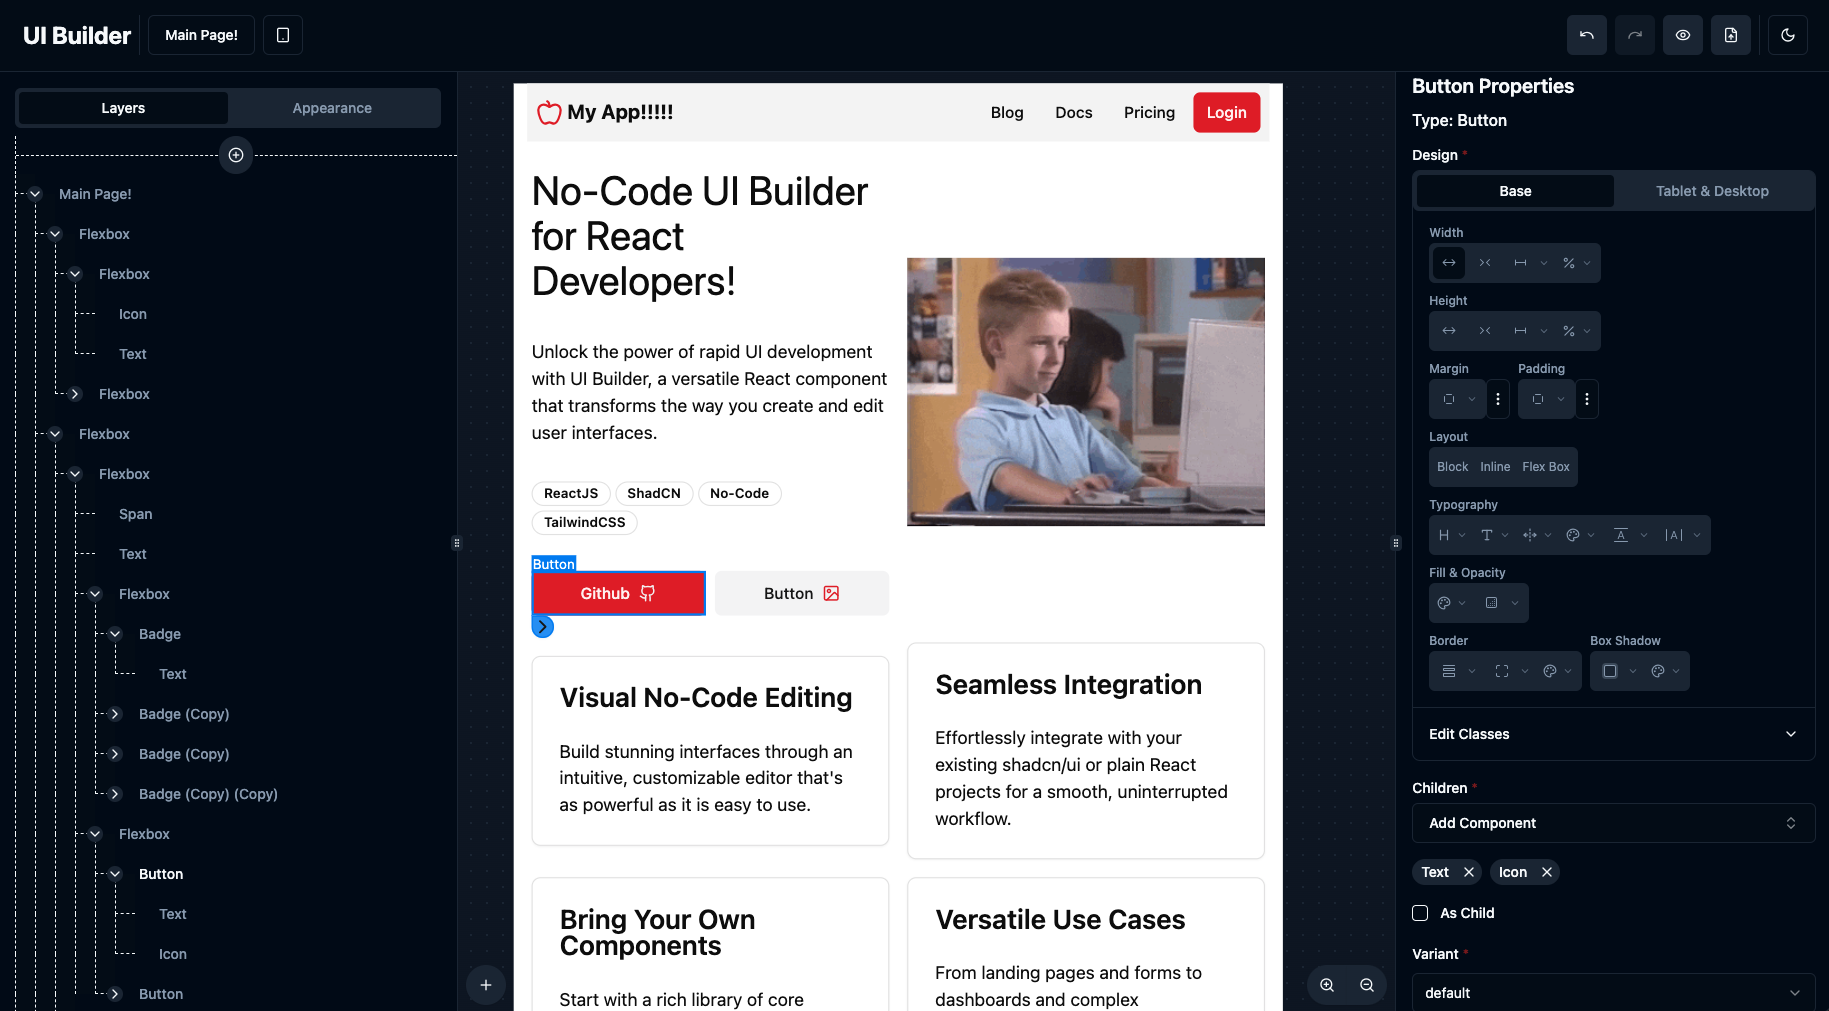 UI Builder
Main Page!
Layers
Appearance
Main Page!
Flexbox
Flexbox
Icon
Text
Flexbox
Flexbox
Flexbox
Span
Text
Flexbox
Badge
Text
Badge (Copy)
Badge (Copy)
Badge (Copy) (Copy)
Flexbox
Button
Text
Icon
Button
My App!!!!!
Blog
Docs
Pricing
Login
No-Code UI Builder
for React
Developers!
Unlock the power of rapid UI development
with UI Builder, a versatile React component
that transforms the way you create and edit
user interfaces.
ReactJS
ShadCN
No-Code
TailwindCSS
Button
Github
Button
Visual No-Code Editing
Build stunning interfaces through an
intuitive, customizable editor that's
as powerful as it is easy to use.
Seamless Integration
Effortlessly integrate with your
existing shadcn/ui or plain React
projects for a smooth, uninterrupted
workflow.
Bring Your Own
Components
Start with a rich library of core
Versatile Use Cases
From landing pages and forms to
dashboards and complex
Button Properties
Type: Button
Design *
Base
Tablet & Desktop
Width
Height
Margin
Padding
Layout
Block
Inline
Flex Box
Typography
Fill & Opacity
Border
Box Shadow
Edit Classes
Children *
Add Component
Text
Icon
As Child
Variant *
default